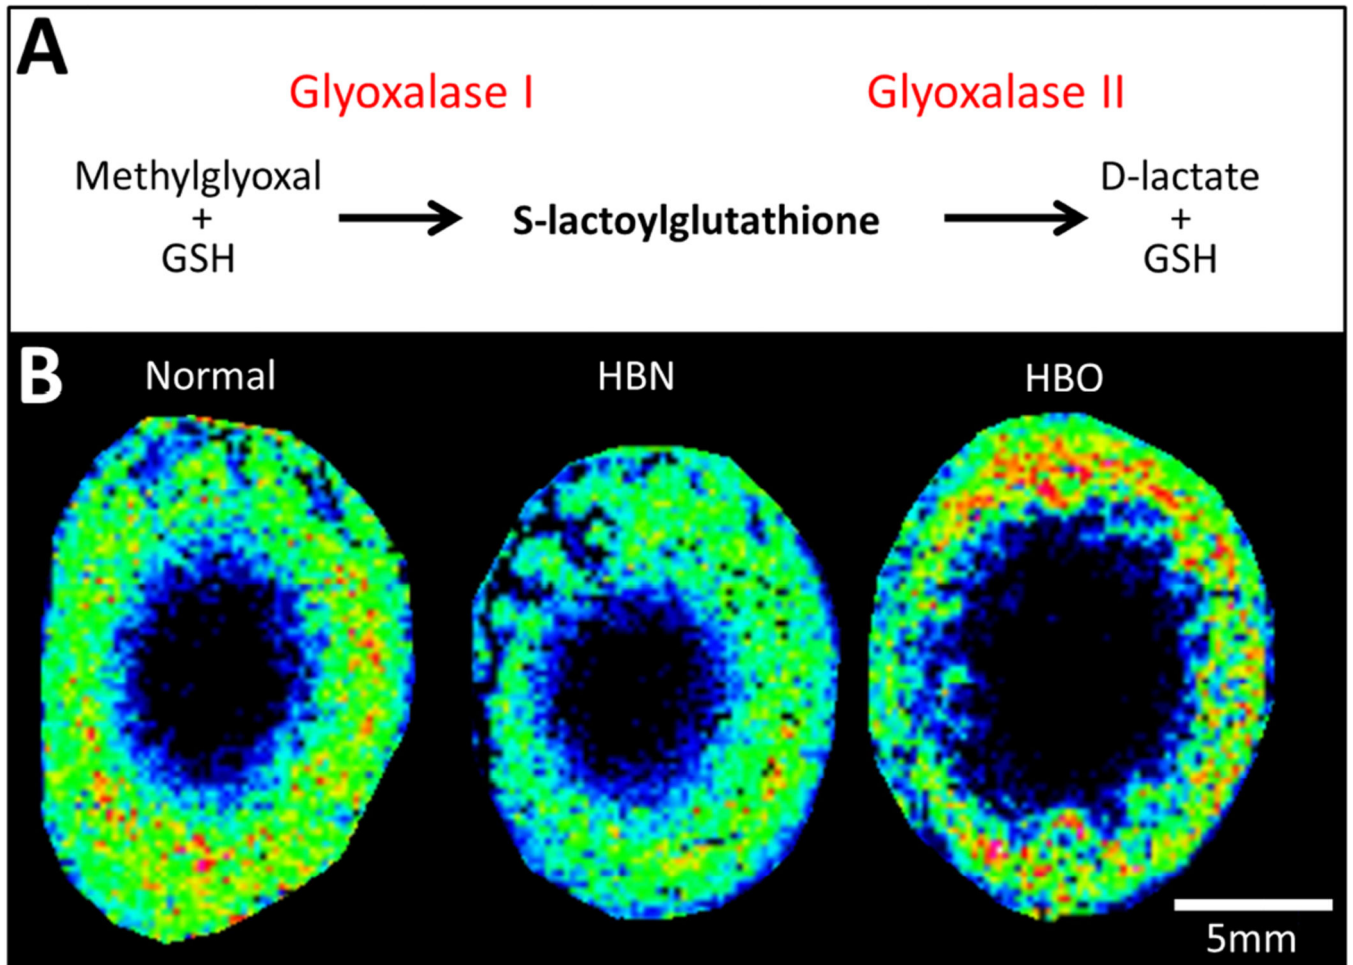 A
Glyoxalase I
Glyoxalase II
Methylglyoxal
+
GSH
S-lactoylglutathione
D-lactate
+
GSH
B
Normal
HBN
HBO
5mm